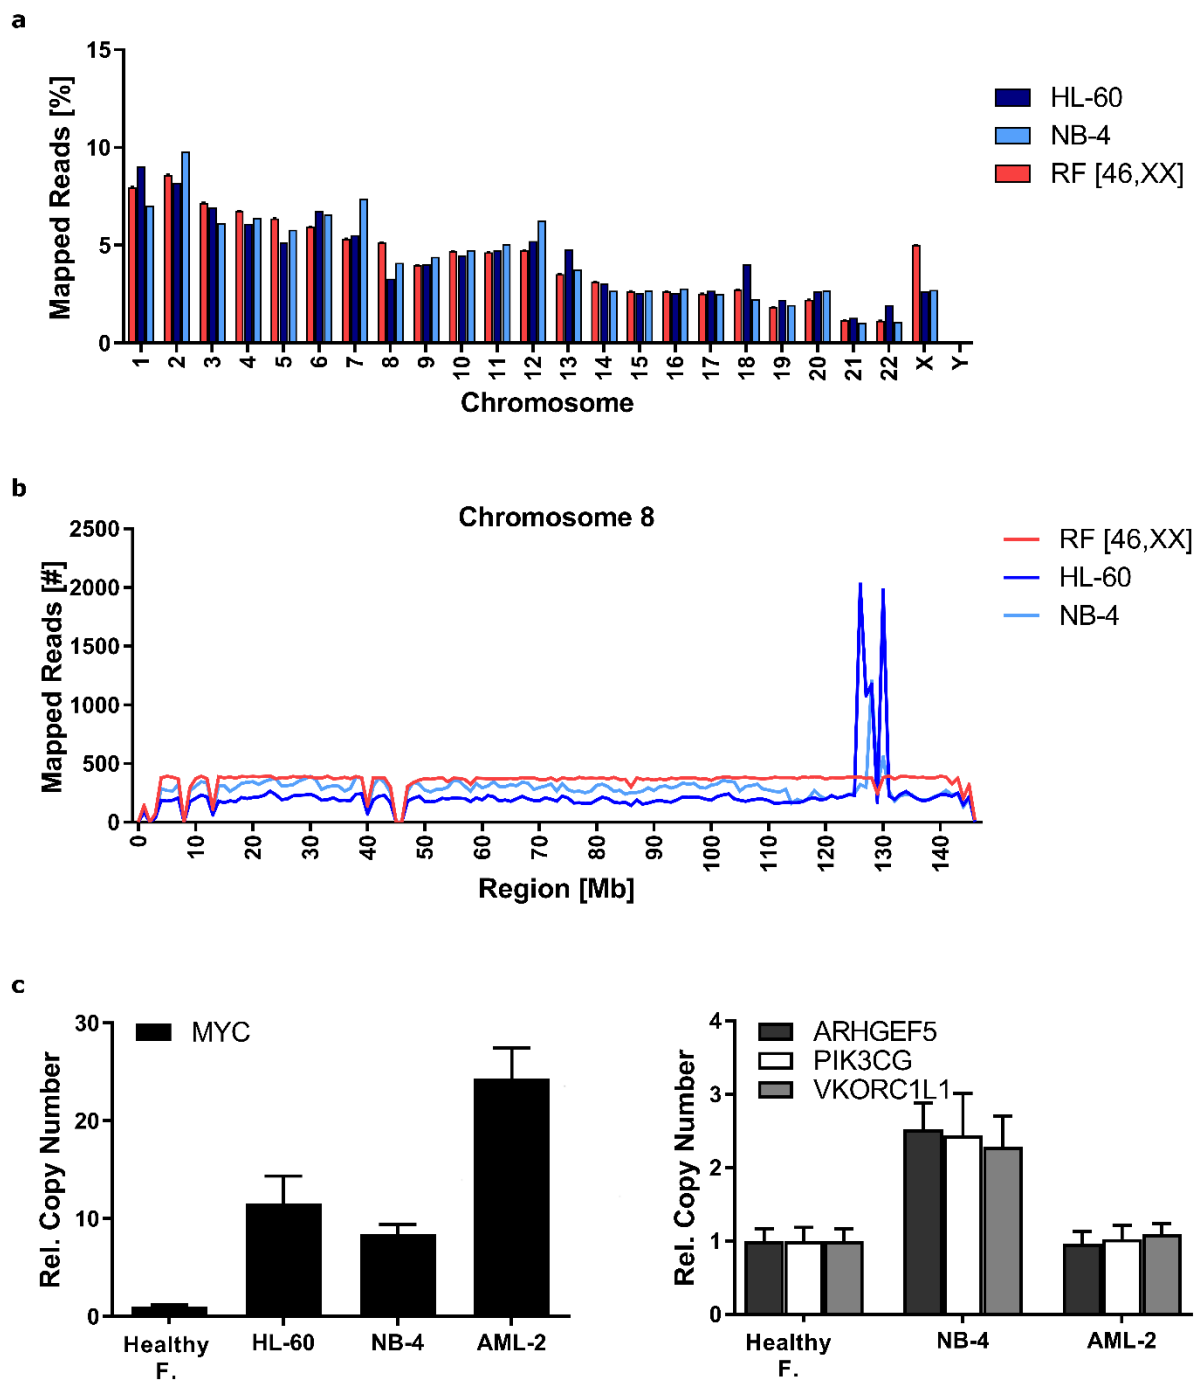 a
Mapped Reads [%]
15
10
5
0
1 2 3 4 5 6 7 8 9 10 11 12 13 14 15 16 17 18 19 20 21 22 X Y
Chromosome
HL-60
NB-4
RF [46,XX]
b
Chromosome 8
Mapped Reads [#]
2500
2000
1500
1000
500
0
0 10 20 30 40 50 60 70 80 90 100 110 120 130 140
Region [Mb]
RF [46,XX]
HL-60
NB-4
c
Rel. Copy Number
30
20
10
0
MYC
Healthy F. HL-60 NB-4 AML-2
Rel. Copy Number
4
3
2
1
0
ARHGEF5
PIK3CG
VKORC1L1
Healthy F. NB-4 AML-2